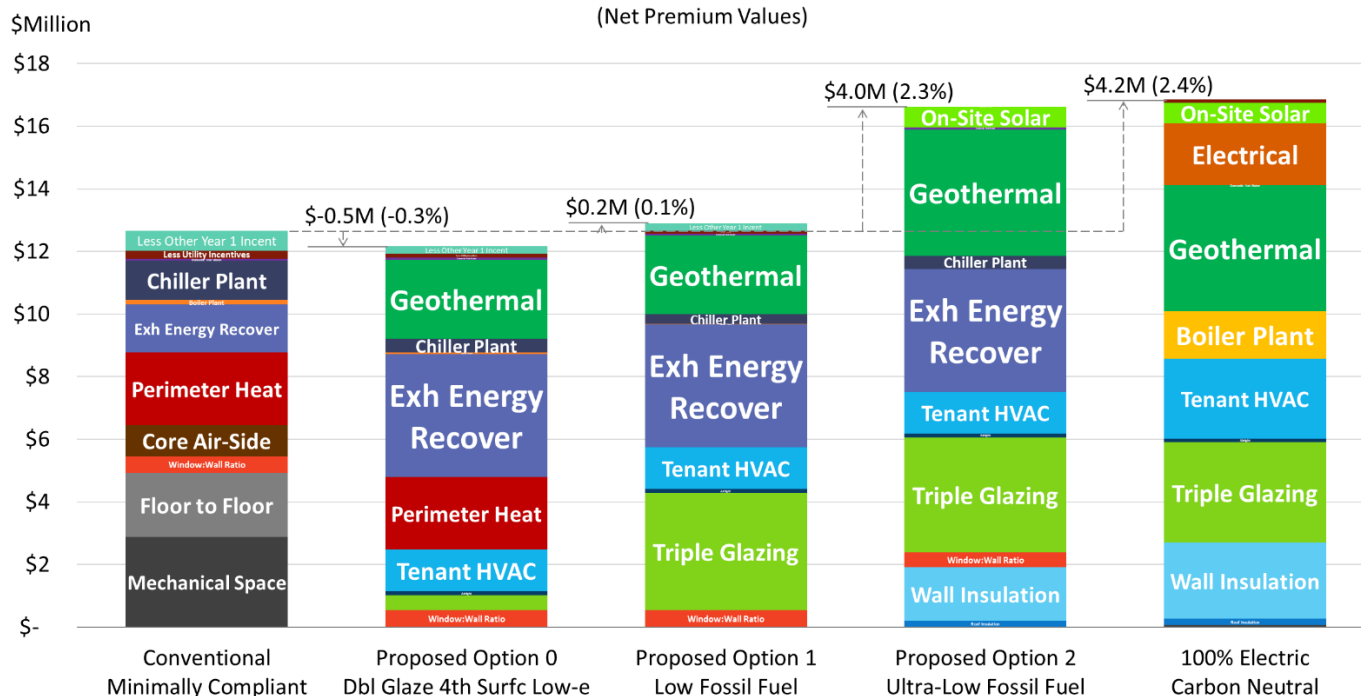 (Net Premium Values)
$Million
$18
$16
$14
$12
$10
$8
$6
$4
$2
$-
$-0.5M (-0.3%)
$0.2M (0.1%)
$4.0M (2.3%)
$4.2M (2.4%)
Less Other Year 1 Incent
Less Utility Incentives
Chiller Plant
Boiler Plant
Exh Energy Recover
Perimeter Heat
Core Air-Side
Window:Wall Ratio
Floor to Floor
Mechanical Space
Less Other Year 1 Incent
Geothermal
Chiller Plant
Exh Energy
Recover
Perimeter Heat
Tenant HVAC
Window:Wall Ratio
Less Other Year 1 Incent
Geothermal
Chiller Plant
Exh Energy
Recover
Tenant HVAC
Triple Glazing
Window:Wall Ratio
On-Site Solar
Geothermal
Chiller Plant
Exh Energy
Recover
Tenant HVAC
Triple Glazing
Window:Wall Ratio
Wall Insulation
Roof Insulation
On-Site Solar
Electrical
Geothermal
Boiler Plant
Tenant HVAC
Triple Glazing
Wall Insulation
Roof Insulation
Conventional
Minimally Compliant
Proposed Option 0
Dbl Glaze 4th Surfc Low-e
Proposed Option 1
Low Fossil Fuel
Proposed Option 2
Ultra-Low Fossil Fuel
100% Electric
Carbon Neutral